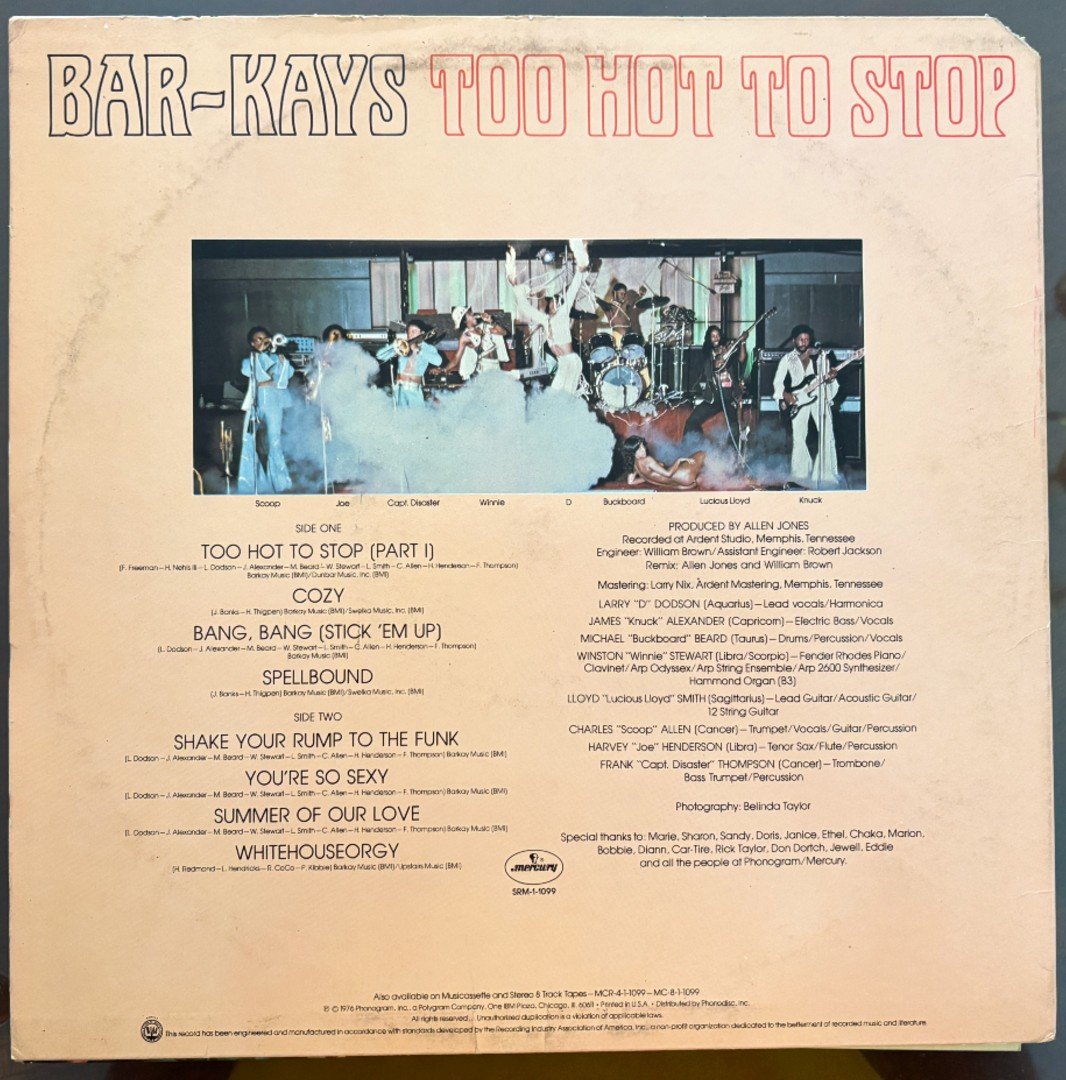 BAR-KAYS TOO HOT TO STOP
Scoop Joe Capt. Disaster Winnie D Buckboard Lucious Lloyd Knuck
SIDE ONE
TOO HOT TO STOP (PART I)
(F. Freeman—H. Nehls III—L. Dodson—J. Alexander—M. Beard—W. Stewart—L. Smith—C. Allen—H. Henderson—F. Thompson)
Barkay Music (BMI)/Dunbar Music, Inc. (BMI)
COZY
(J. Banks—H. Thigpen) Barkay Music (BMI)/Swelka Music, Inc. (BMI)
BANG, BANG (STICK 'EM UP)
(L. Dodson—J. Alexander—M. Beard—W. Stewart—L. Smith—C. Allen—H. Henderson—F. Thompson)
Barkay Music (BMI)
SPELLBOUND
(J. Banks—H. Thigpen) Barkay Music (BMI)/Swelka Music, Inc. (BMI)
SIDE TWO
SHAKE YOUR RUMP TO THE FUNK
(L. Dodson—J. Alexander—M. Beard—W. Stewart—L. Smith—C. Allen—H. Henderson—F. Thompson) Barkay Music (BMI)
YOU'RE SO SEXY
(L. Dodson—J. Alexander—M. Beard—W. Stewart—L. Smith—C. Allen—H. Henderson—F. Thompson) Barkay Music (BMI)
SUMMER OF OUR LOVE
(L. Dodson—J. Alexander—M. Beard—W. Stewart—L. Smith—C. Allen—H. Henderson—F. Thompson) Barkay Music (BMI)
WHITEHOUSEORGY
(H. Redmond—L. Hendricks—R. CoCo—P. Kibble) Barkay Music (BMI)/Upstairs Music (BMI)
PRODUCED BY ALLEN JONES
Recorded at Ardent Studio, Memphis, Tennessee
Engineer: William Brown/Assistant Engineer: Robert Jackson
Remix: Allen Jones and William Brown
Mastering: Larry Nix, Ardent Mastering, Memphis, Tennessee
LARRY "D" DODSON (Aquarius)—Lead vocals/Harmonica
JAMES "Knuck" ALEXANDER (Capricorn)—Electric Bass/Vocals
MICHAEL "Buckboard" BEARD (Taurus)—Drums/Percussion/Vocals
WINSTON "Winnie" STEWART (Libra/Scorpio)—Fender Rhodes Piano/
Clavinet/Arp Odyssey/Arp String Ensemble/Arp 2600 Synthesizer/
Hammond Organ (B3)
LLOYD "Lucious Lloyd" SMITH (Sagittarius)—Lead Guitar/Acoustic Guitar/
12 String Guitar
CHARLES "Scoop" ALLEN (Cancer)—Trumpet/Vocals/Guitar/Percussion
HARVEY "Joe" HENDERSON (Libra)—Tenor Sax/Flute/Percussion
FRANK "Capt. Disaster" THOMPSON (Cancer)—Trombone/
Bass Trumpet/Percussion
Photography: Belinda Taylor
Special thanks to: Marie, Sharon, Sandy, Doris, Janice, Ethel, Chaka, Marion,
Bobbie, Diann, Car-Tire, Rick Taylor, Don Dortch, Jewell, Eddie
and all the people at Phonogram/Mercury.
mercury
SRM-1-1099
Also available on Musicassette and Stereo 8 Track Tapes—MCR-4-1-1099—MC-8-1-1099
℗ © 1976 Phonogram, Inc., a Polygram Company, One IBM Plaza, Chicago, Ill. 60611 • Printed in U.S.A. • Distributed by Phonodisc, Inc.
All rights reserved... Unauthorized duplication is a violation of applicable laws.
This record has been engineered and manufactured in accordance with standards developed by the Recording Industry Association of America, Inc., a non-profit organization dedicated to the betterment of recorded music and literature.